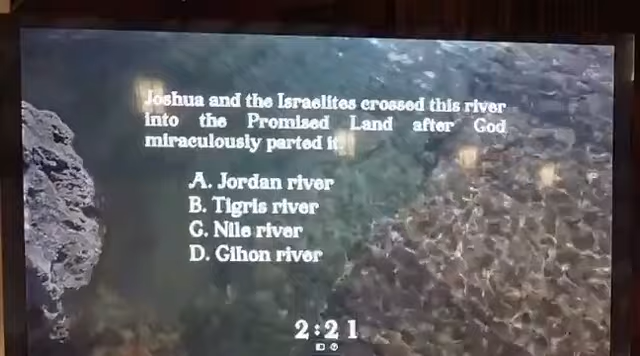 Joshua and the Israelites crossed this river
into the Promised Land after God
miraculously parted it.
A. Jordan river
B. Tigris river
C. Nile river
D. Gihon river
2:21